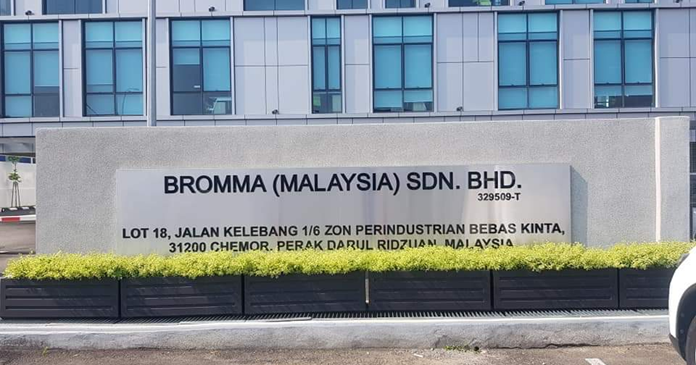 BROMMA (MALAYSIA) SDN. BHD.
329509-T
LOT 18, JALAN KELEBANG 1/6 ZON PERINDUSTRIAN BEBAS KINTA,
31200 CHEMOR, PERAK DARUL RIDZUAN, MALAYSIA